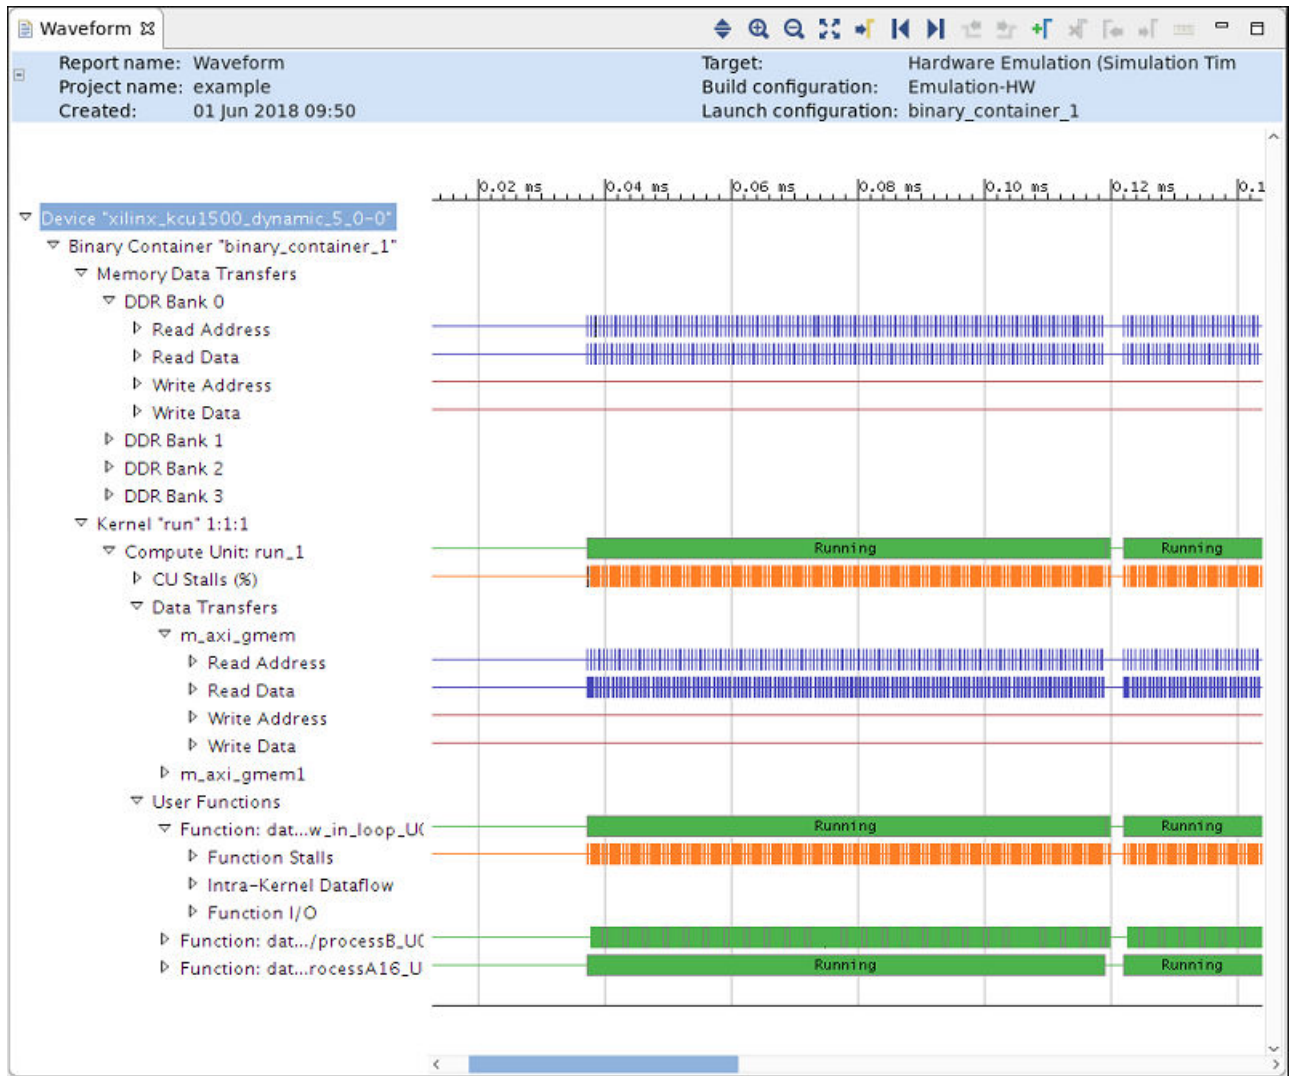 Waveform
Report name: Waveform Target: Hardware Emulation (Simulation Tim
Project name: example Build configuration: Emulation-HW
Created: 01 Jun 2018 09:50 Launch configuration: binary_container_1
0.02 ms 0.04 ms 0.06 ms 0.08 ms 0.10 ms 0.12 ms 0.1
Device "xilinx_kcu1500_dynamic_5_0-0"
Binary Container "binary_container_1"
Memory Data Transfers
DDR Bank 0
Read Address
Read Data
Write Address
Write Data
DDR Bank 1
DDR Bank 2
DDR Bank 3
Kernel "run" 1:1:1
Compute Unit: run_1 Running Running
CU Stalls (%)
Data Transfers
m_axi_gmem
Read Address
Read Data
Write Address
Write Data
m_axi_gmem1
User Functions
Function: dat...w_in_loop_U( Running Running
Function Stalls
Intra-Kernel Dataflow
Function I/O
Function: dat.../processB_U(
Function: dat...rocessA16_U Running Running